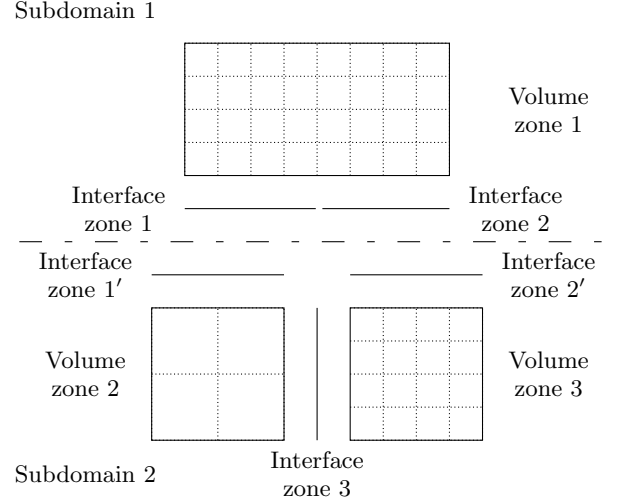 Subdomain 1
Volume
zone 1
Interface
zone 1
Interface
zone 2
Interface
zone 1′
Interface
zone 2′
Volume
zone 2
Volume
zone 3
Interface
zone 3
Subdomain 2